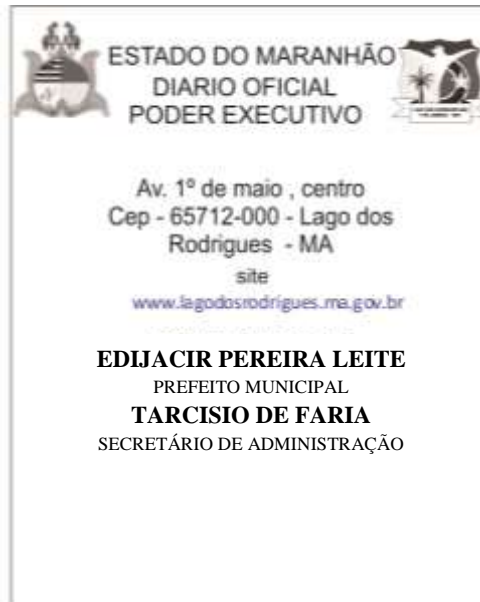 ESTADO DO MARANHÃO
DIARIO OFICIAL
PODER EXECUTIVO
Av. 1º de maio , centro
Cep - 65712-000 - Lago dos
Rodrigues - MA
site
www.lagodosrodrigues.ma.gov.br
EDIJACIR PEREIRA LEITE
PREFEITO MUNICIPAL
TARCISIO DE FARIA
SECRETÁRIO DE ADMINISTRAÇÃO